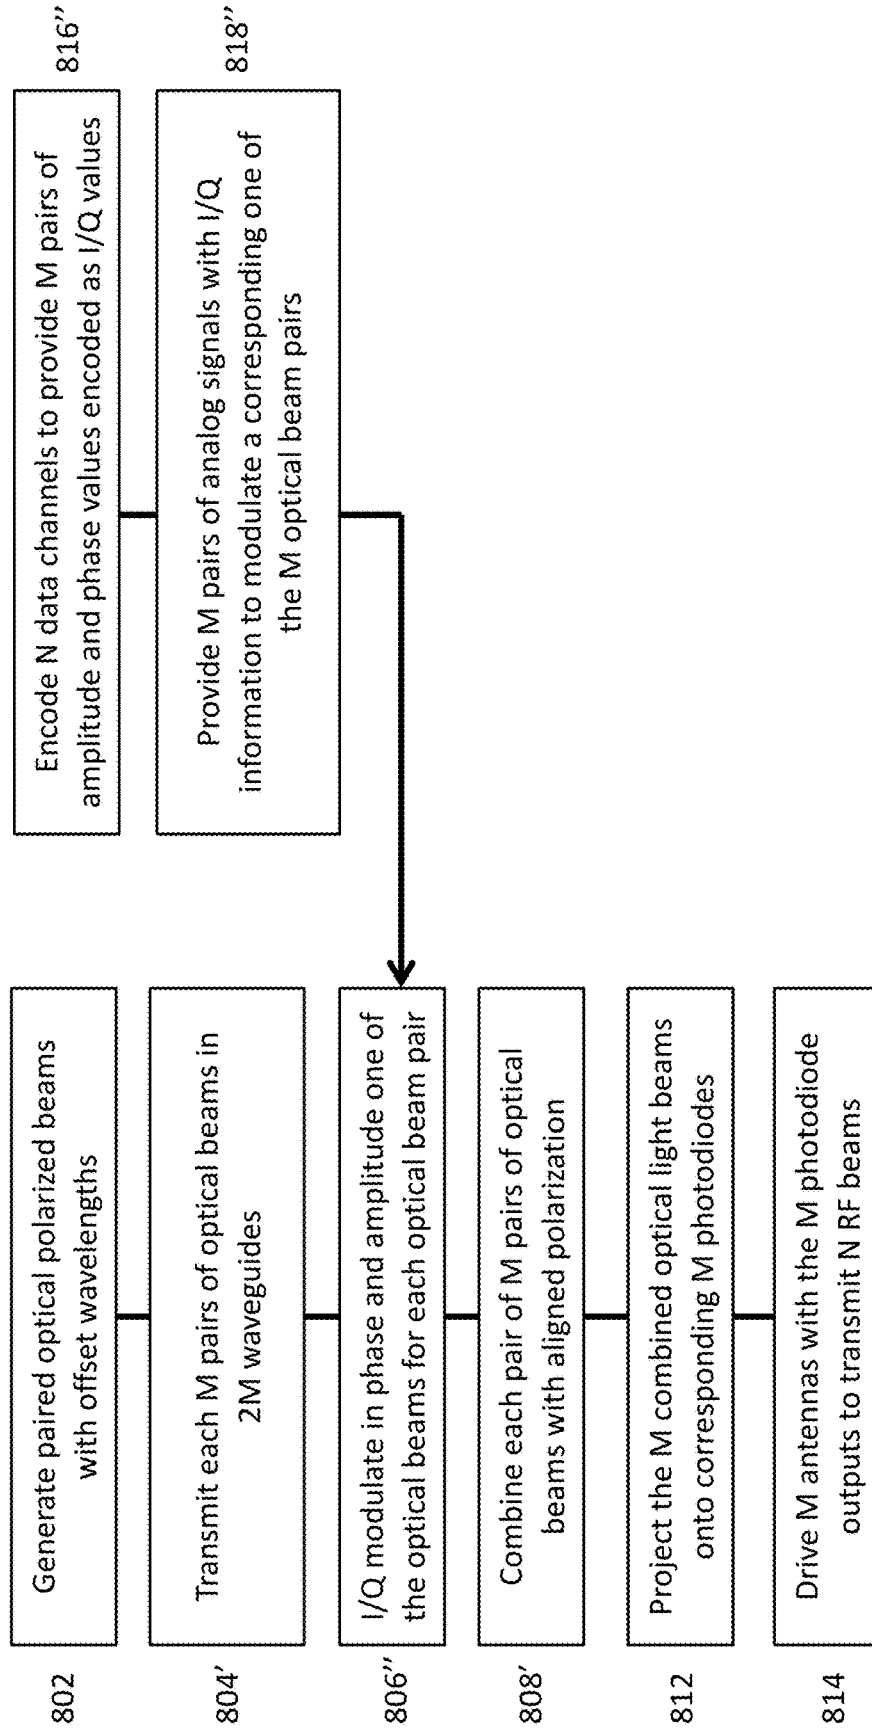 802
Generate paired optical polarized beams
with offset wavelengths
804’
Transmit each M pairs of optical beams in
2M waveguides
806’’
I/Q modulate in phase and amplitude one of
the optical beams for each optical beam pair
808’
Combine each pair of M pairs of optical
beams with aligned polarization
812
Project the M combined optical light beams
onto corresponding M photodiodes
814
Drive M antennas with the M photodiode
outputs to transmit N RF beams
Encode N data channels to provide M pairs of
amplitude and phase values encoded as I/Q values
816’’
Provide M pairs of analog signals with I/Q
information to modulate a corresponding one of
the M optical beam pairs
818’’